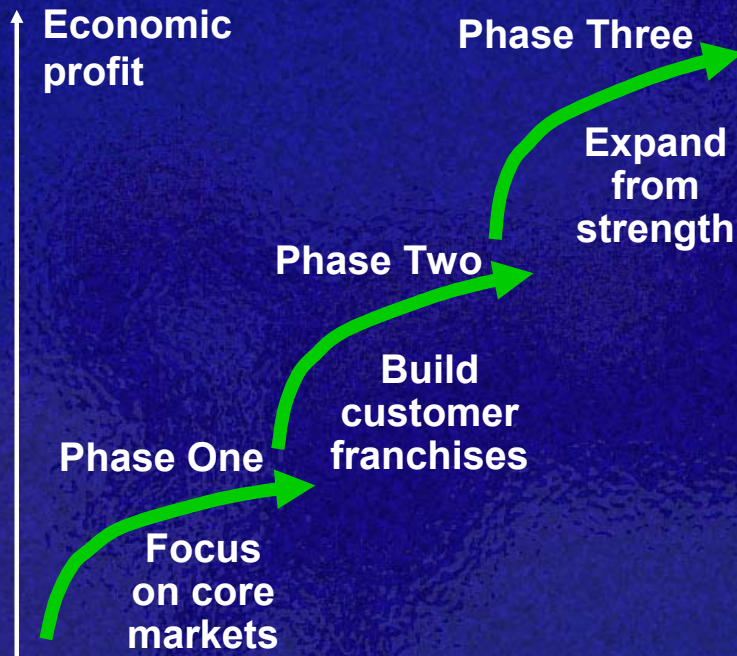 Economic
profit
Phase Three
Expand
from
strength
Phase Two
Build
customer
franchises
Phase One
Focus
on core
markets